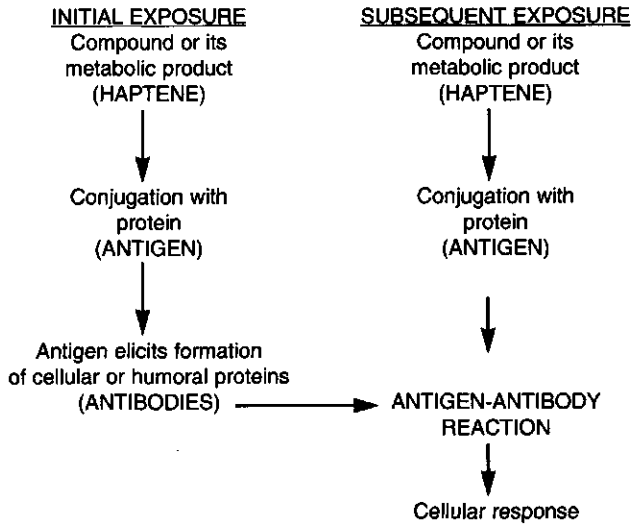 INITIAL EXPOSURE
Compound or its
metabolic product
(HAPTENE)
Conjugation with
protein
(ANTIGEN)
Antigen elicits formation
of cellular or humoral proteins
(ANTIBODIES)
SUBSEQUENT EXPOSURE
Compound or its
metabolic product
(HAPTENE)
Conjugation with
protein
(ANTIGEN)
ANTIGEN-ANTIBODY
REACTION
Cellular response